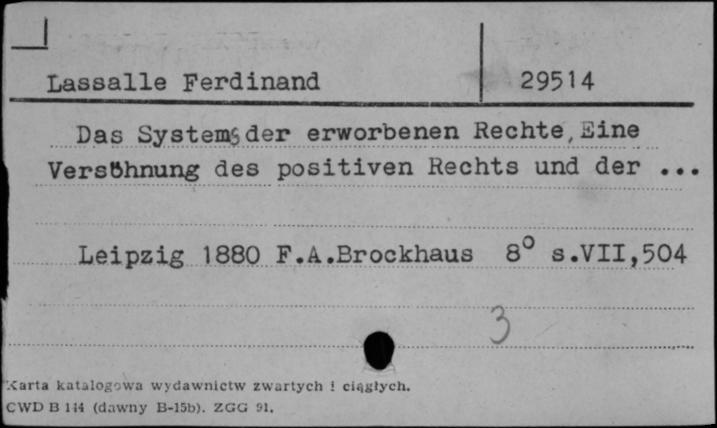 Lassalle Ferdinand 29514
Das Systems der erworbenen Rechte, Eine
Versöhnung des positiven Rechts und der ...
Leipzig 1880 F.A.Brockhaus 8° s.VII,504
3
Karta katalogowa wydawnictw zwartych i ciągłych.
CWD B 144 (dawny B-15b). ZGG 91.